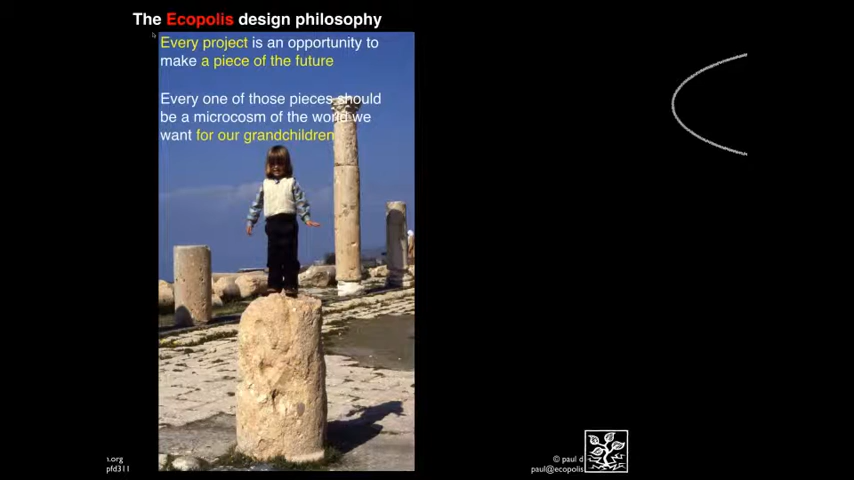 The Ecopolis design philosophy
Every project is an opportunity to
make a piece of the future
Every one of those pieces should
be a microcosm of the world we
want for our grandchildren
.org
pfd311
© paul d
paul@ecopolis